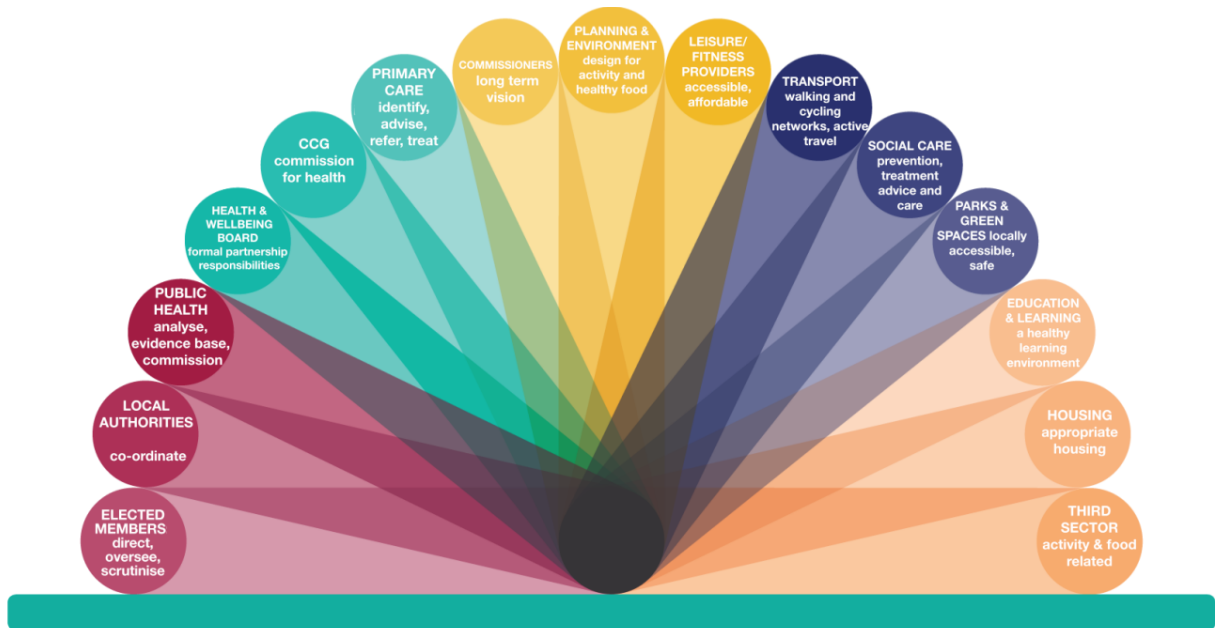 ELECTED
MEMBERS
direct,
oversee,
scrutinise
LOCAL
AUTHORITIES
co-ordinate
PUBLIC
HEALTH
analyse,
evidence base,
commission
HEALTH &
WELLBEING
BOARD
formal partnership
responsibilities
CCG
commission
for health
PRIMARY
CARE
identify,
advise,
refer, treat
COMMISSIONERS
long term
vision
PLANNING &
ENVIRONMENT
design for
activity and
healthy food
LEISURE/
FITNESS
PROVIDERS
accessible,
affordable
TRANSPORT
walking and
cycling
networks, active
travel
SOCIAL CARE
prevention,
treatment
advice and
care
PARKS &
GREEN
SPACES locally
accessible,
safe
EDUCATION
& LEARNING
a healthy
learning
environment
HOUSING
appropriate
housing
THIRD
SECTOR
activity & food
related